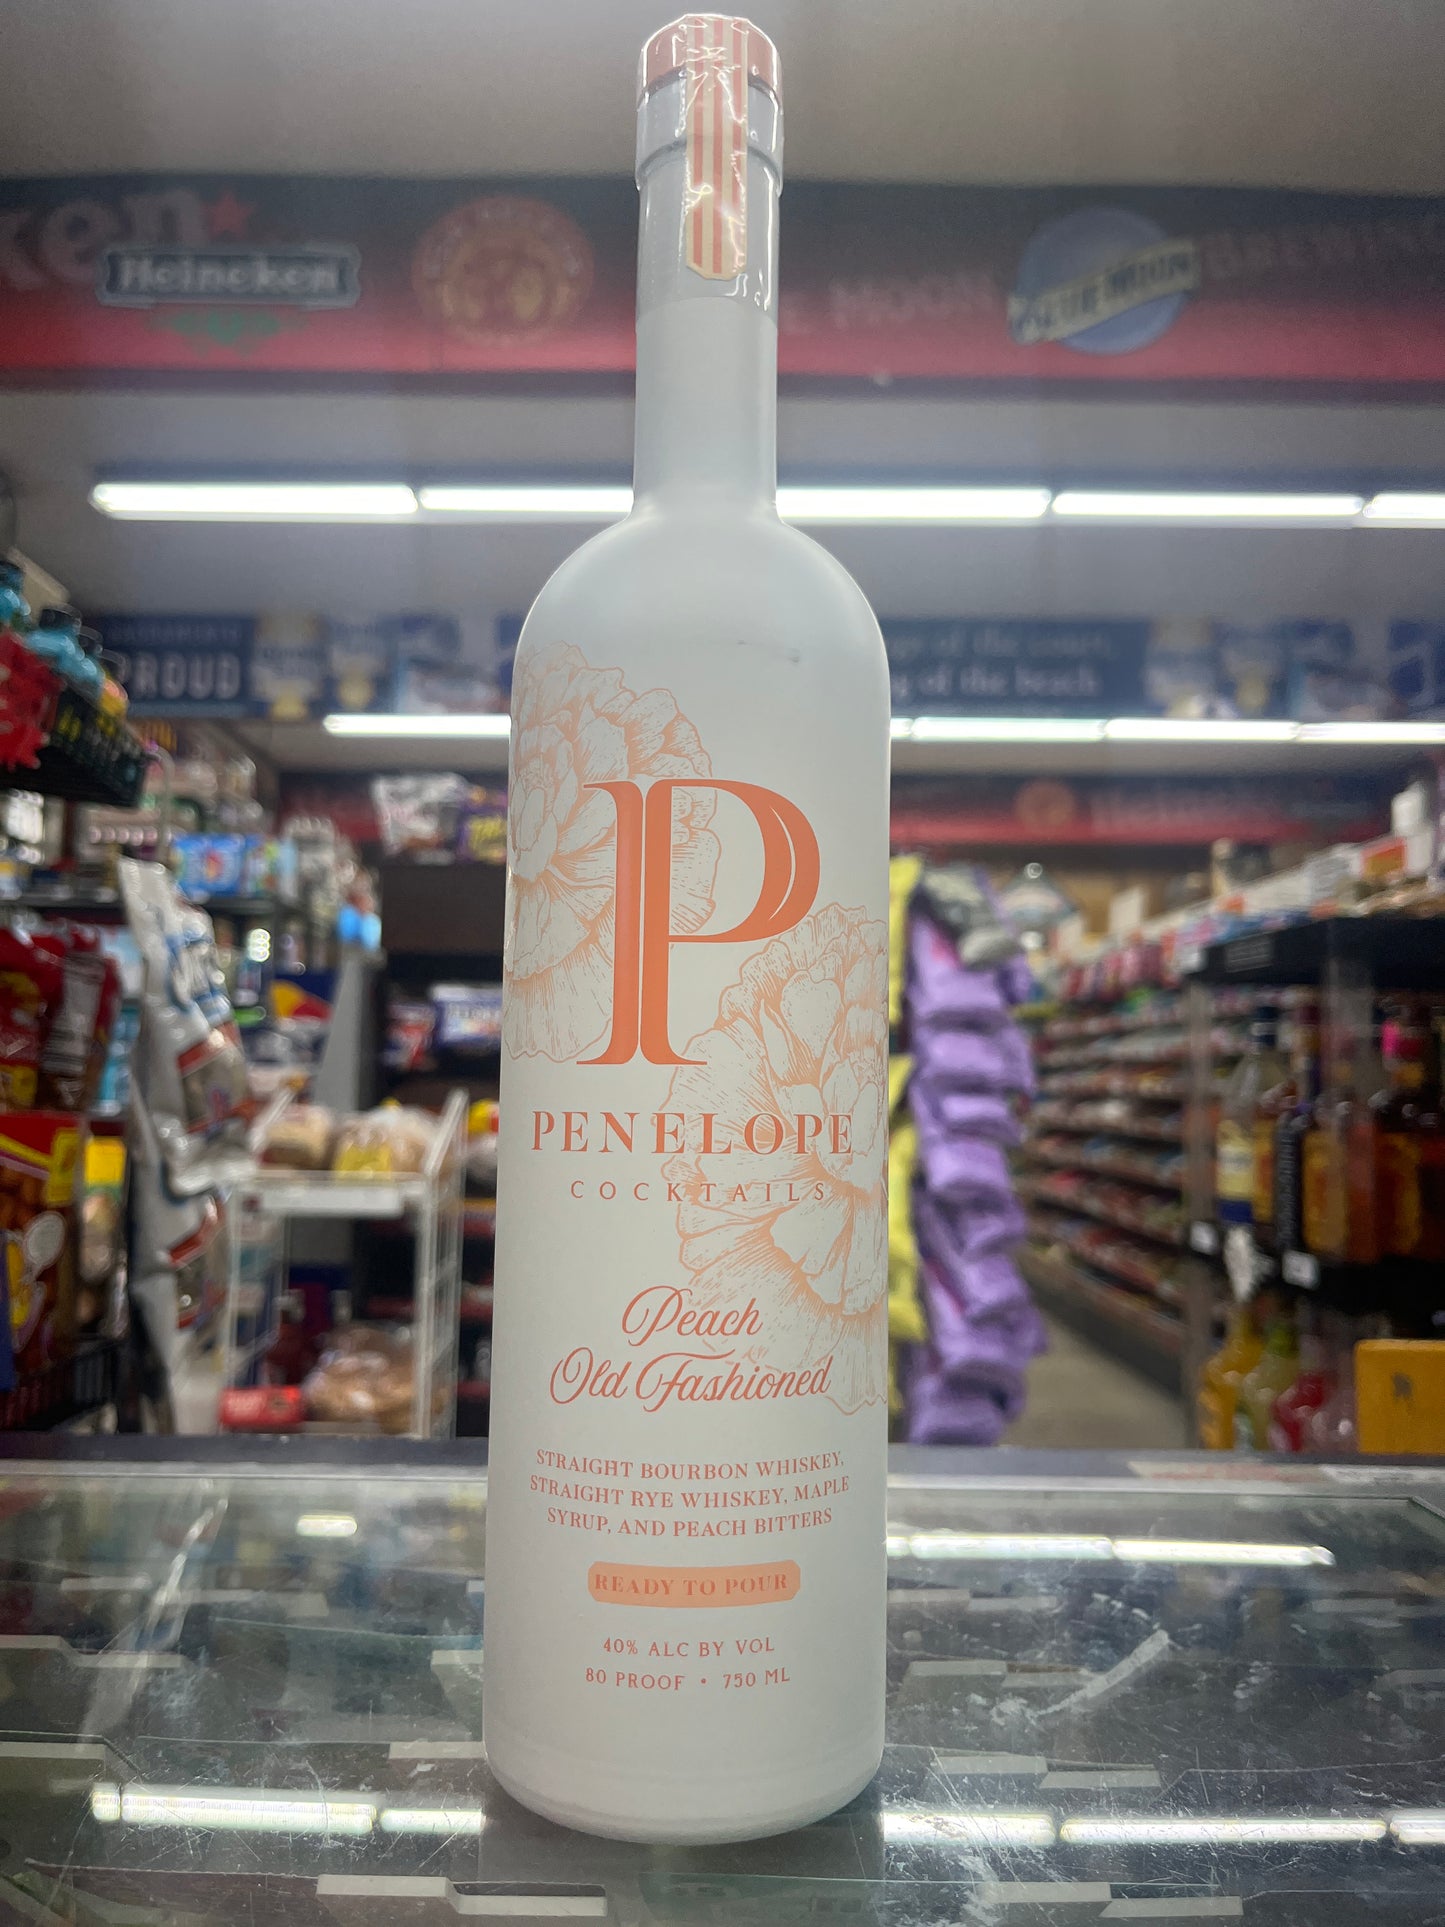 Heineken
BLUE MOON
PROUD
P
PENELOPE
COCKTAILS
Peach
Old Fashioned
STRAIGHT BOURBON WHISKEY,
STRAIGHT RYE WHISKEY, MAPLE
SYRUP, AND PEACH BITTERS
READY TO POUR
40% ALC BY VOL
80 PROOF • 750 ML